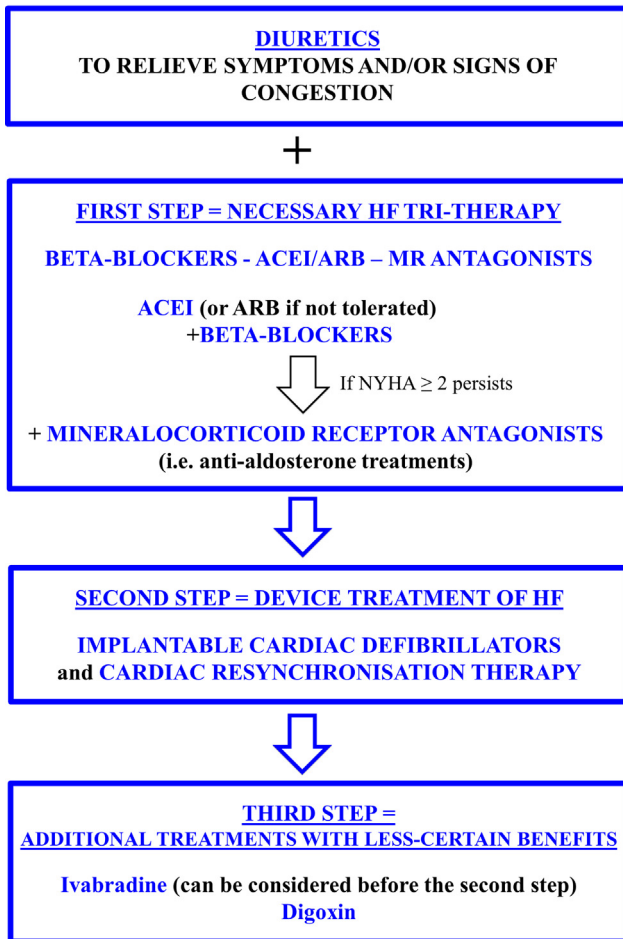 DIURETICS
TO RELIEVE SYMPTOMS AND/OR SIGNS OF
CONGESTION
+
FIRST STEP = NECESSARY HF TRI-THERAPY
BETA-BLOCKERS - ACEI/ARB – MR ANTAGONISTS
ACEI (or ARB if not tolerated)
+BETA-BLOCKERS
If NYHA ≥ 2 persists
+ MINERALOCORTICOID RECEPTOR ANTAGONISTS
(i.e. anti-aldosterone treatments)
SECOND STEP = DEVICE TREATMENT OF HF
IMPLANTABLE CARDIAC DEFIBRILLATORS
and CARDIAC RESYNCHRONISATION THERAPY
THIRD STEP =
ADDITIONAL TREATMENTS WITH LESS-CERTAIN BENEFITS
Ivabradine (can be considered before the second step)
Digoxin